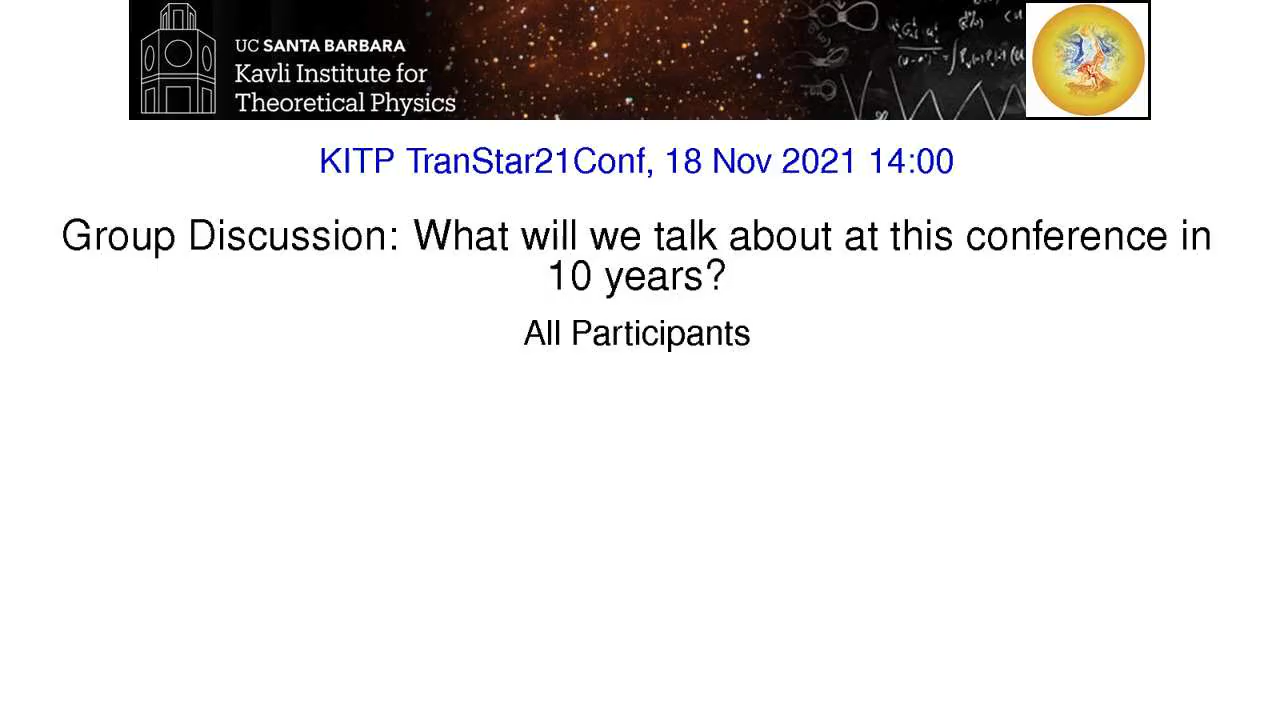 UC SANTA BARBARA
Kavli Institute for
Theoretical Physics
KITP TranStar21Conf, 18 Nov 2021 14:00
Group Discussion: What will we talk about at this conference in
10 years?
All Participants